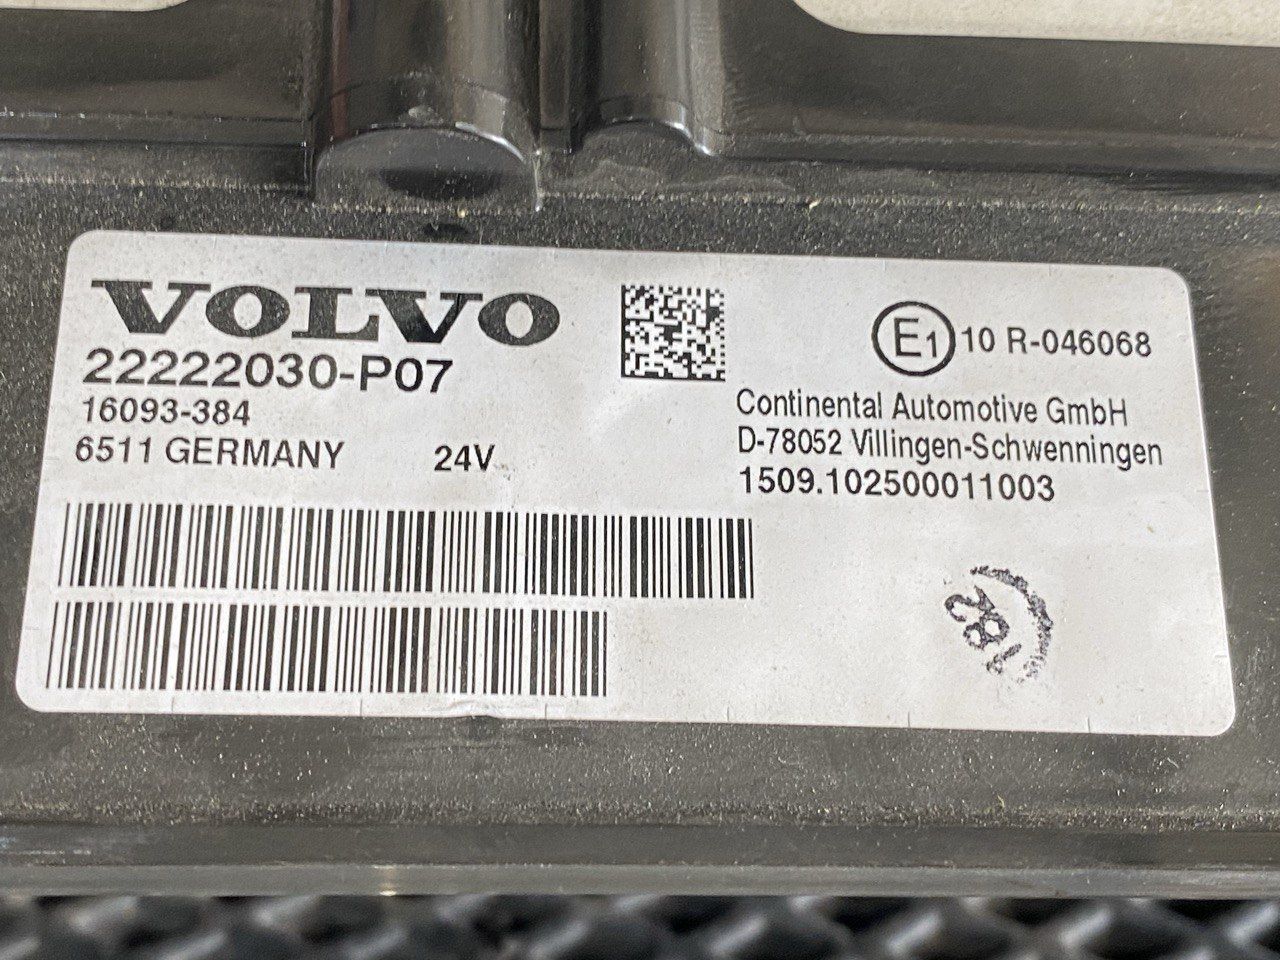 VOLVO
22222030-P07
16093-384
6511 GERMANY 24V
E1 10 R-046068
Continental Automotive GmbH
D-78052 Villingen-Schwenningen
1509.102500011003
182